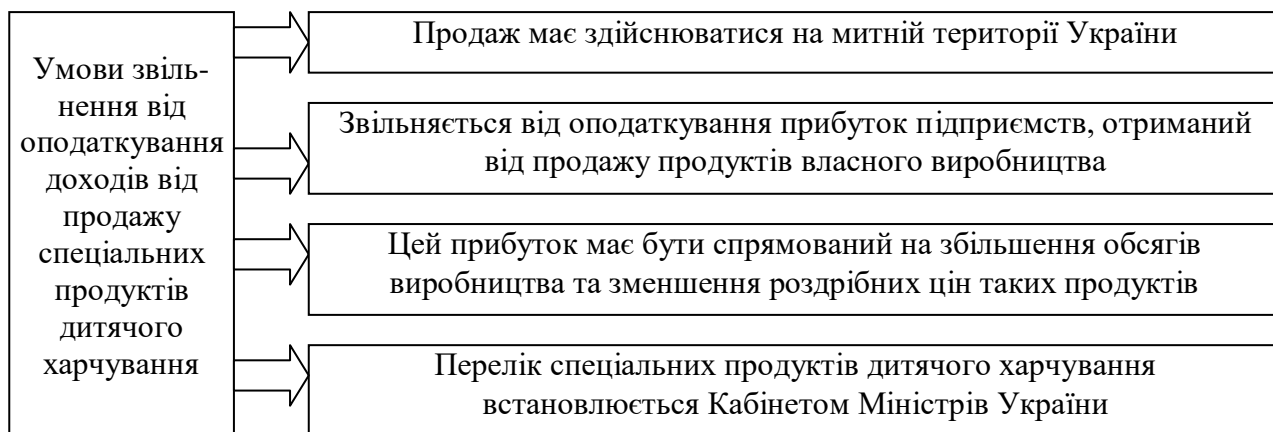 Умови звіль-
нення від
оподаткування
доходів від
продажу
спеціальних
продуктів
дитячого
харчування
Продаж має здійснюватися на митній території України
Звільняється від оподаткування прибуток підприємств, отриманий
від продажу продуктів власного виробництва
Цей прибуток має бути спрямований на збільшення обсягів
виробництва та зменшення роздрібних цін таких продуктів
Перелік спеціальних продуктів дитячого харчування
встановлюється Кабінетом Міністрів України